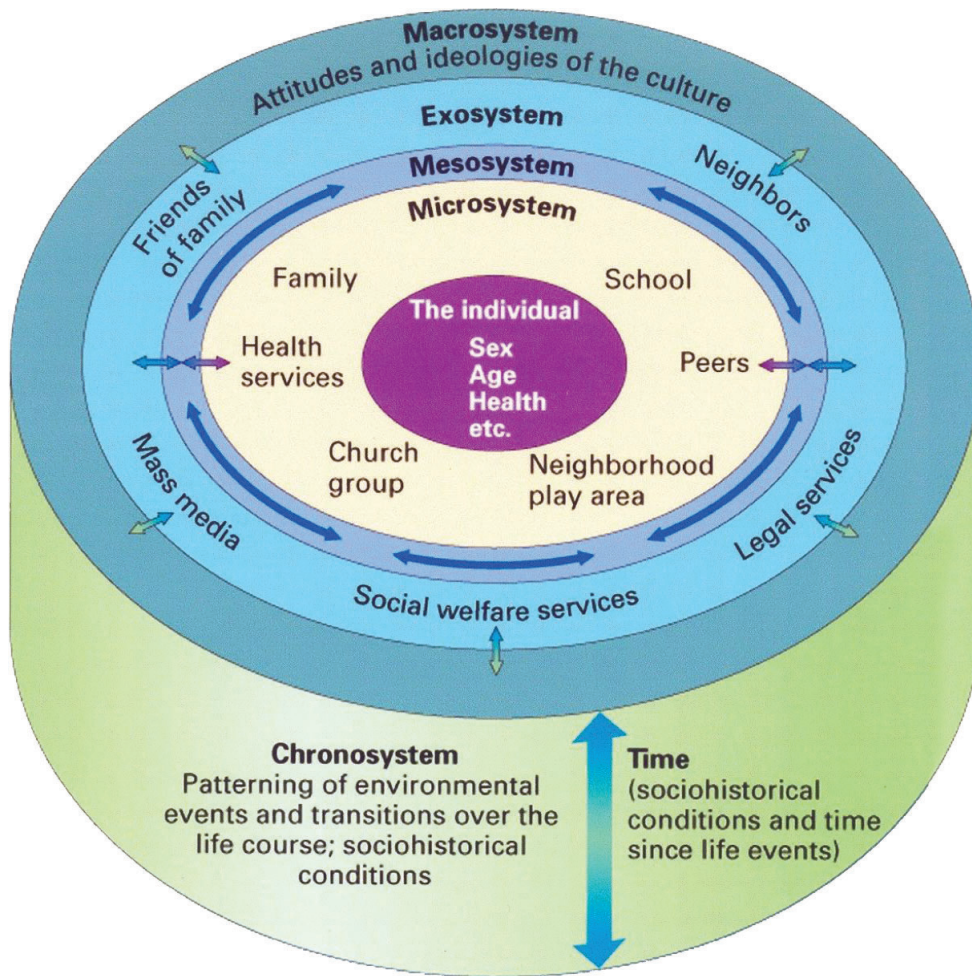 Macrosystem
Attitudes and ideologies of the culture
Exosystem
Mesosystem
Microsystem
Friends
of family
Neighbors
Family
School
The individual
Sex
Age
Health
etc.
Health
services
Peers
Church
group
Neighborhood
play area
Mass media
Legal services
Social welfare services
Chronosystem
Patterning of environmental
events and transitions over the
life course; sociohistorical
conditions
Time
(sociohistorical
conditions and time
since life events)